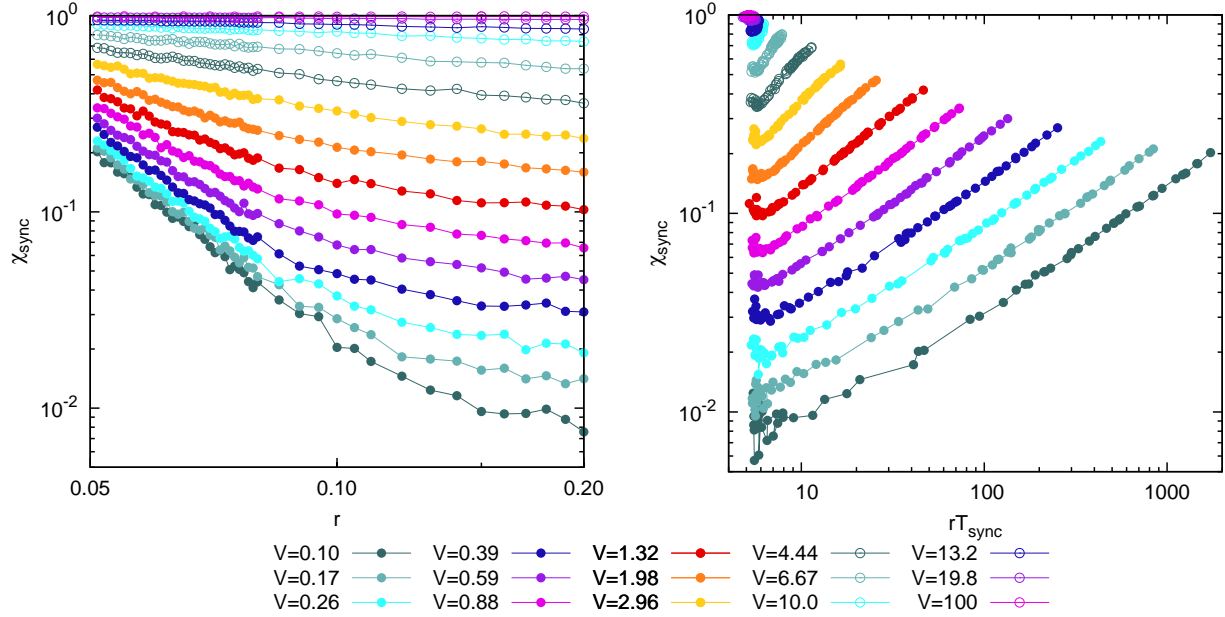 10^0
10^-1
10^-2
χsync
0.05
0.10
0.20
r
10^0
10^-1
10^-2
χsync
10
100
1000
rTsync
V=0.10
V=0.39
V=1.32
V=4.44
V=13.2
V=0.17
V=0.59
V=1.98
V=6.67
V=19.8
V=0.26
V=0.88
V=2.96
V=10.0
V=100